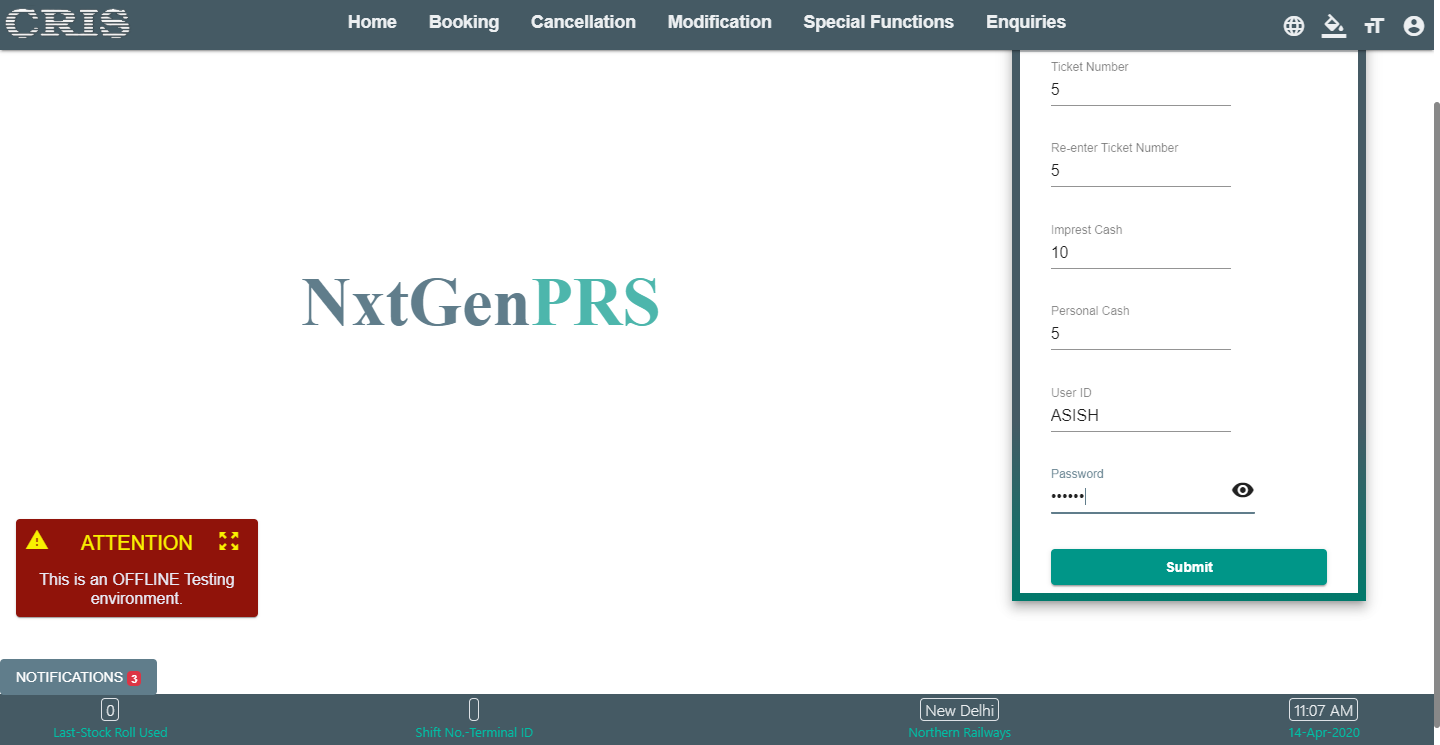 CRIS
Home Booking Cancellation Modification Special Functions Enquiries
Ticket Number
5
Re-enter Ticket Number
5
Imprest Cash
10
Personal Cash
5
User ID
ASISH
Password
••••••
Submit
NxtGenPRS
ATTENTION
This is an OFFLINE Testing
environment.
NOTIFICATIONS 3
0 New Delhi 11:07 AM
Last-Stock Roll Used Shift No.-Terminal ID Northern Railways 14-Apr-2020